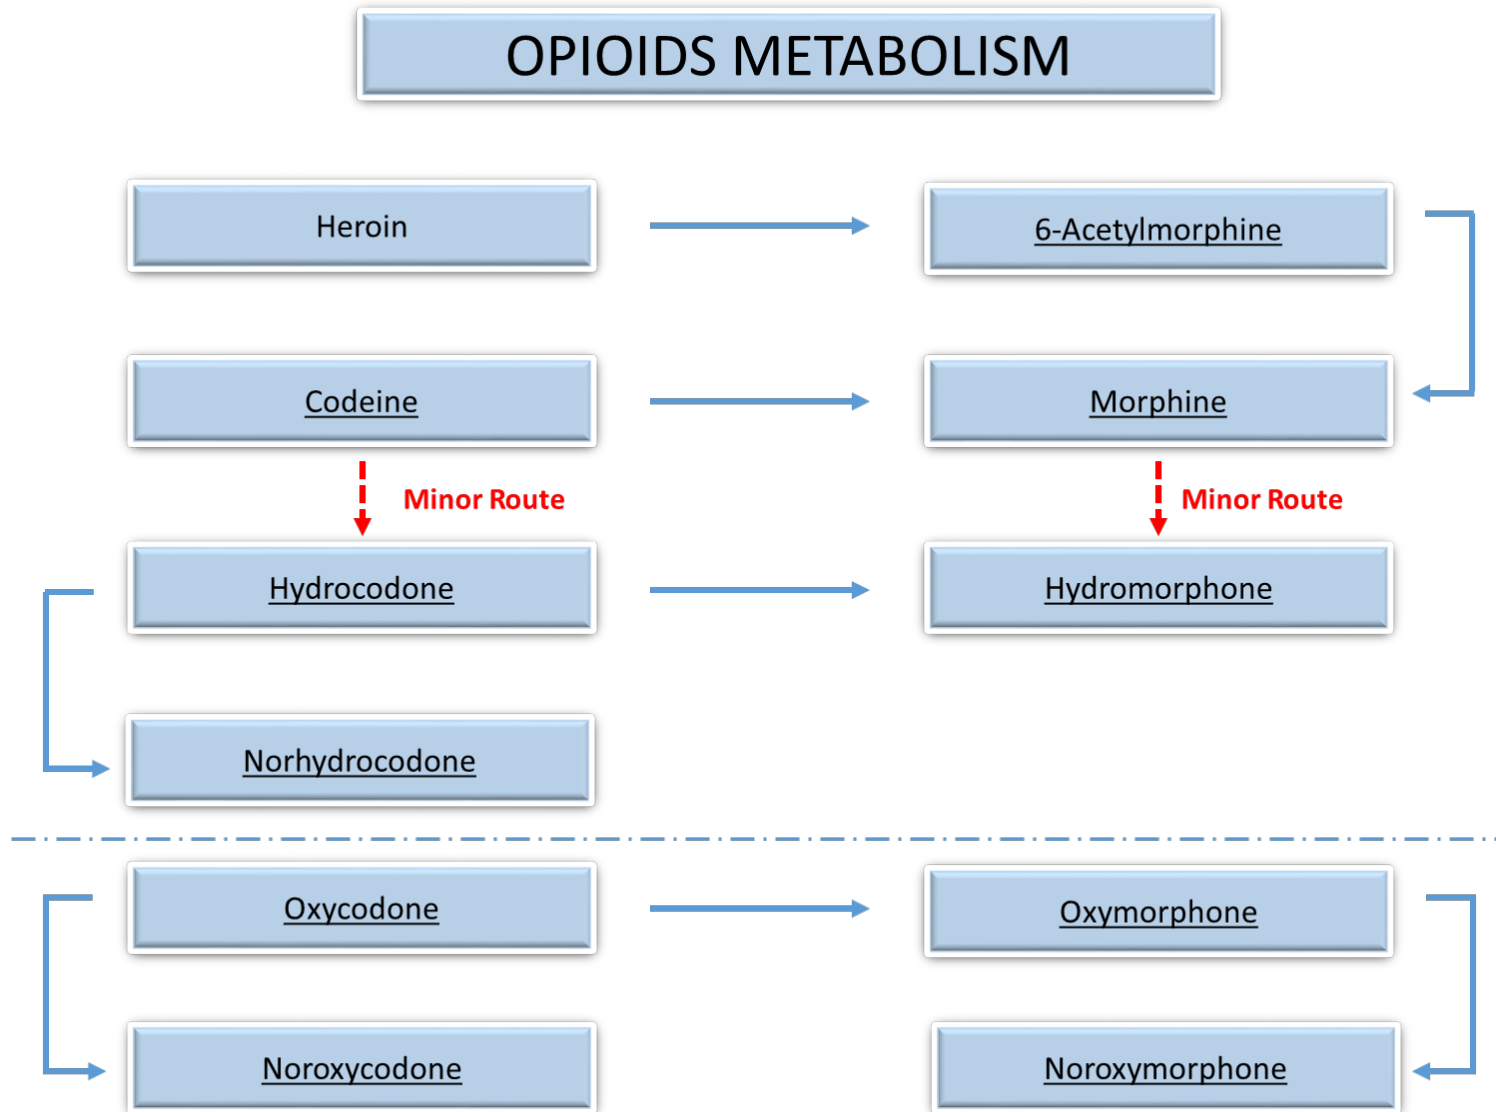 OPIOIDS METABOLISM
Heroin
6-Acetylmorphine
Codeine
Morphine
Minor Route
Minor Route
Hydrocodone
Hydromorphone
Norhydrocodone
Oxycodone
Oxymorphone
Noroxycodone
Noroxymorphone